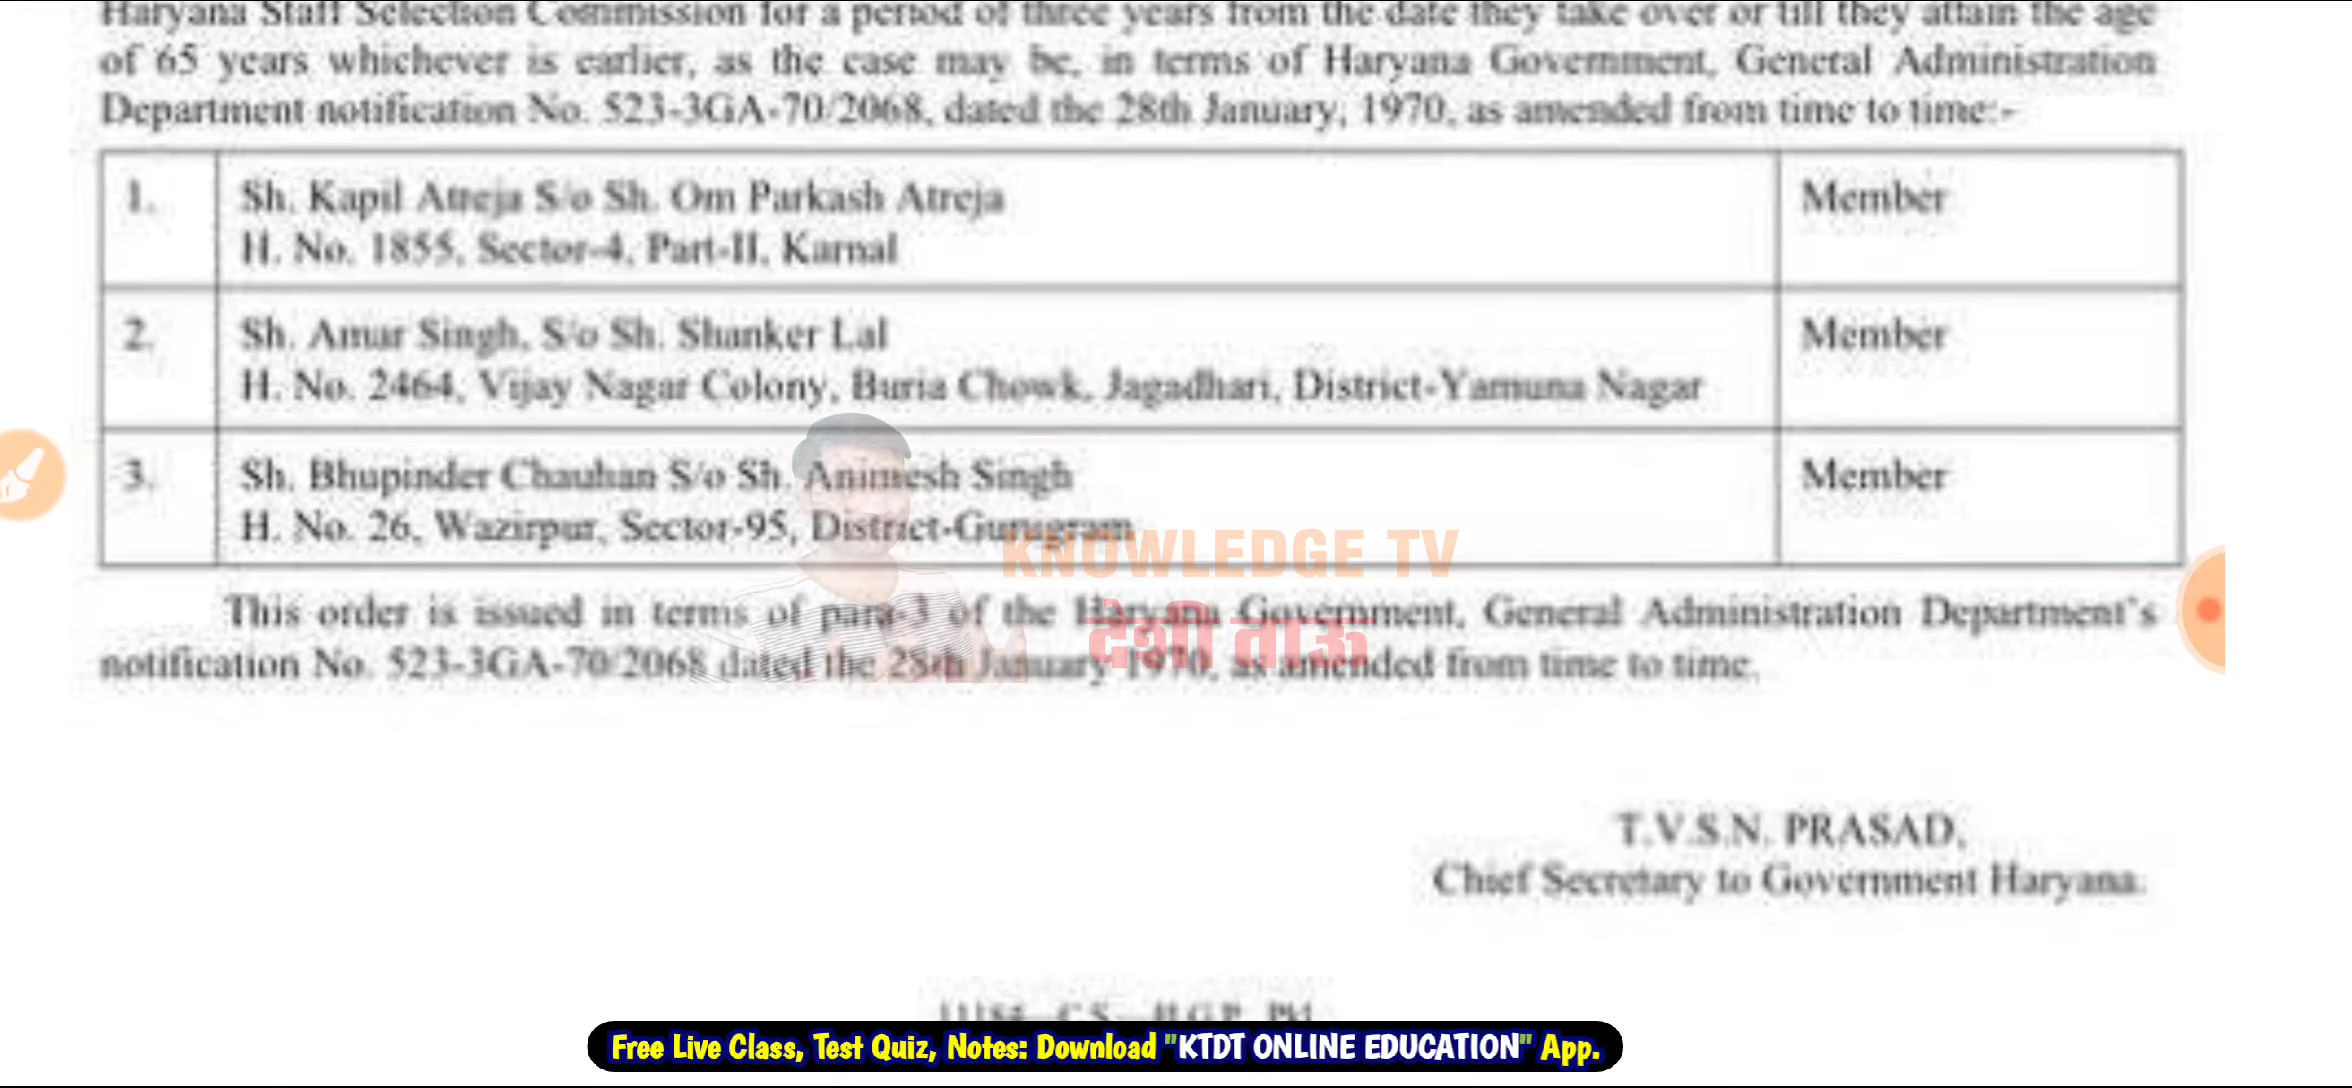 Haryana Staff Selection Commission for a period of three years from the date they take over or till they attain the age
of 65 years whichever is earlier, as the case may be, in terms of Haryana Government, General Administration
Department notification No. 523-3GA-70/2068, dated the 28th January, 1970, as amended from time to time:-
1. Sh. Kapil Atreja S/o Sh. Om Parkash Atreja Member
H. No. 1855, Sector-4, Part-II, Karnal
2. Sh. Amar Singh, S/o Sh. Shanker Lal Member
H. No. 2464, Vijay Nagar Colony, Buria Chowk, Jagadhari, District-Yamuna Nagar
3. Sh. Bhupinder Chauhan S/o Sh. Animesh Singh Member
H. No. 26, Wazirpur, Sector-95, District-Gurugram
KNOWLEDGE TV
This order is issued in terms of para-3 of the Haryana Government, General Administration Department's
देशी ताऊ
notification No. 523-3GA-70/2068 dated the 28th January 1970, as amended from time to time.
T.V.S.N. PRASAD,
Chief Secretary to Government Haryana.
Free Live Class, Test Quiz, Notes: Download "KTDT ONLINE EDUCATION" App.